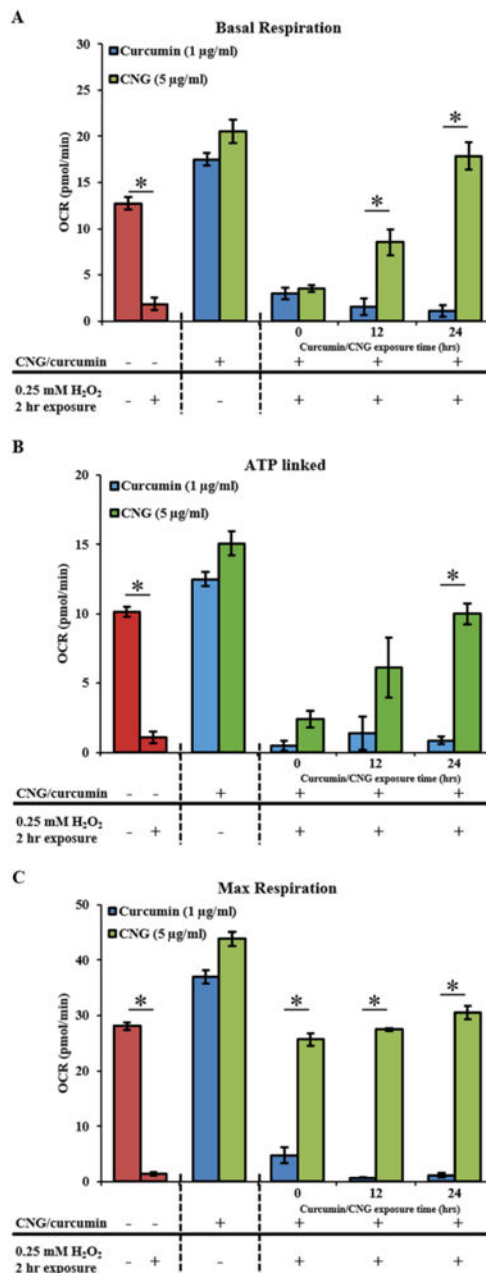 A
Basal Respiration
30
Curcumin (1 µg/ml)
25
CNG (5 µg/ml)
20
15
10
5
0
OCR (pmol/min)
*
*
*
0 12 24
Curcumin/CNG exposure time (hrs)
CNG/curcumin - - + + + +
0.25 mM H₂O₂
2 hr exposure - + - + + +
B
ATP linked
20
Curcumin (1 µg/ml)
CNG (5 µg/ml)
15
10
5
0
OCR (pmol/min)
*
*
0 12 24
Curcumin/CNG exposure time (hrs)
CNG/curcumin - - + + + +
0.25 mM H₂O₂
2 hr exposure - + - + + +
C
Max Respiration
50
Curcumin (1 µg/ml)
CNG (5 µg/ml)
40
30
20
10
0
OCR (pmol/min)
*
*
*
*
0 12 24
Curcumin/CNG exposure time (hrs)
CNG/curcumin - - + + + +
0.25 mM H₂O₂
2 hr exposure - + - + + +